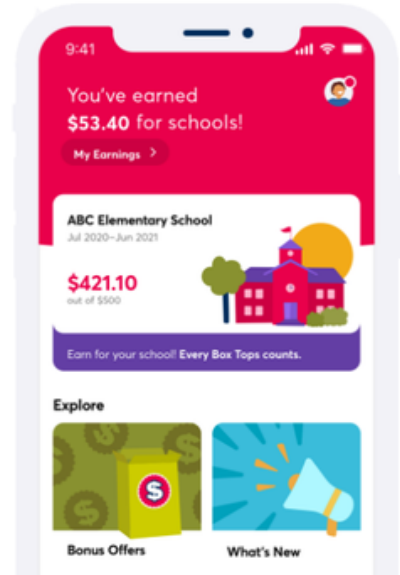 9:41
You've earned
$53.40 for schools!
My Earnings >
ABC Elementary School
Jul 2020-Jun 2021
$421.10
out of $500
Earn for your school! Every Box Tops counts.
Explore
$ $ $
$
$
S
Bonus Offers
What's New